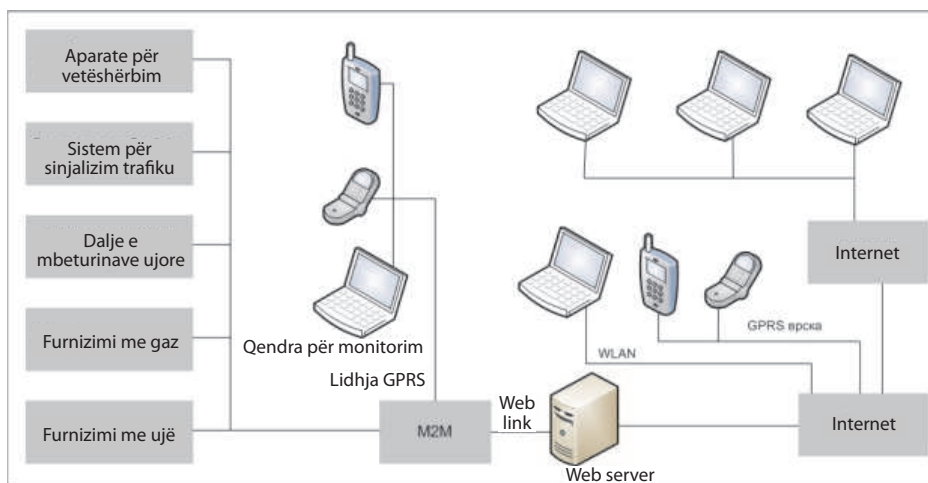 Aparate për
vetëshërbim
Sistem për
sinjalizim trafiku
Dalje e
mbeturinave ujore
Furnizimi me gaz
Furnizimi me ujë
Qendra për monitorim
Lidhja GPRS
M2M
Web
link
Web server
WLAN
GPRS врска
Internet
Internet